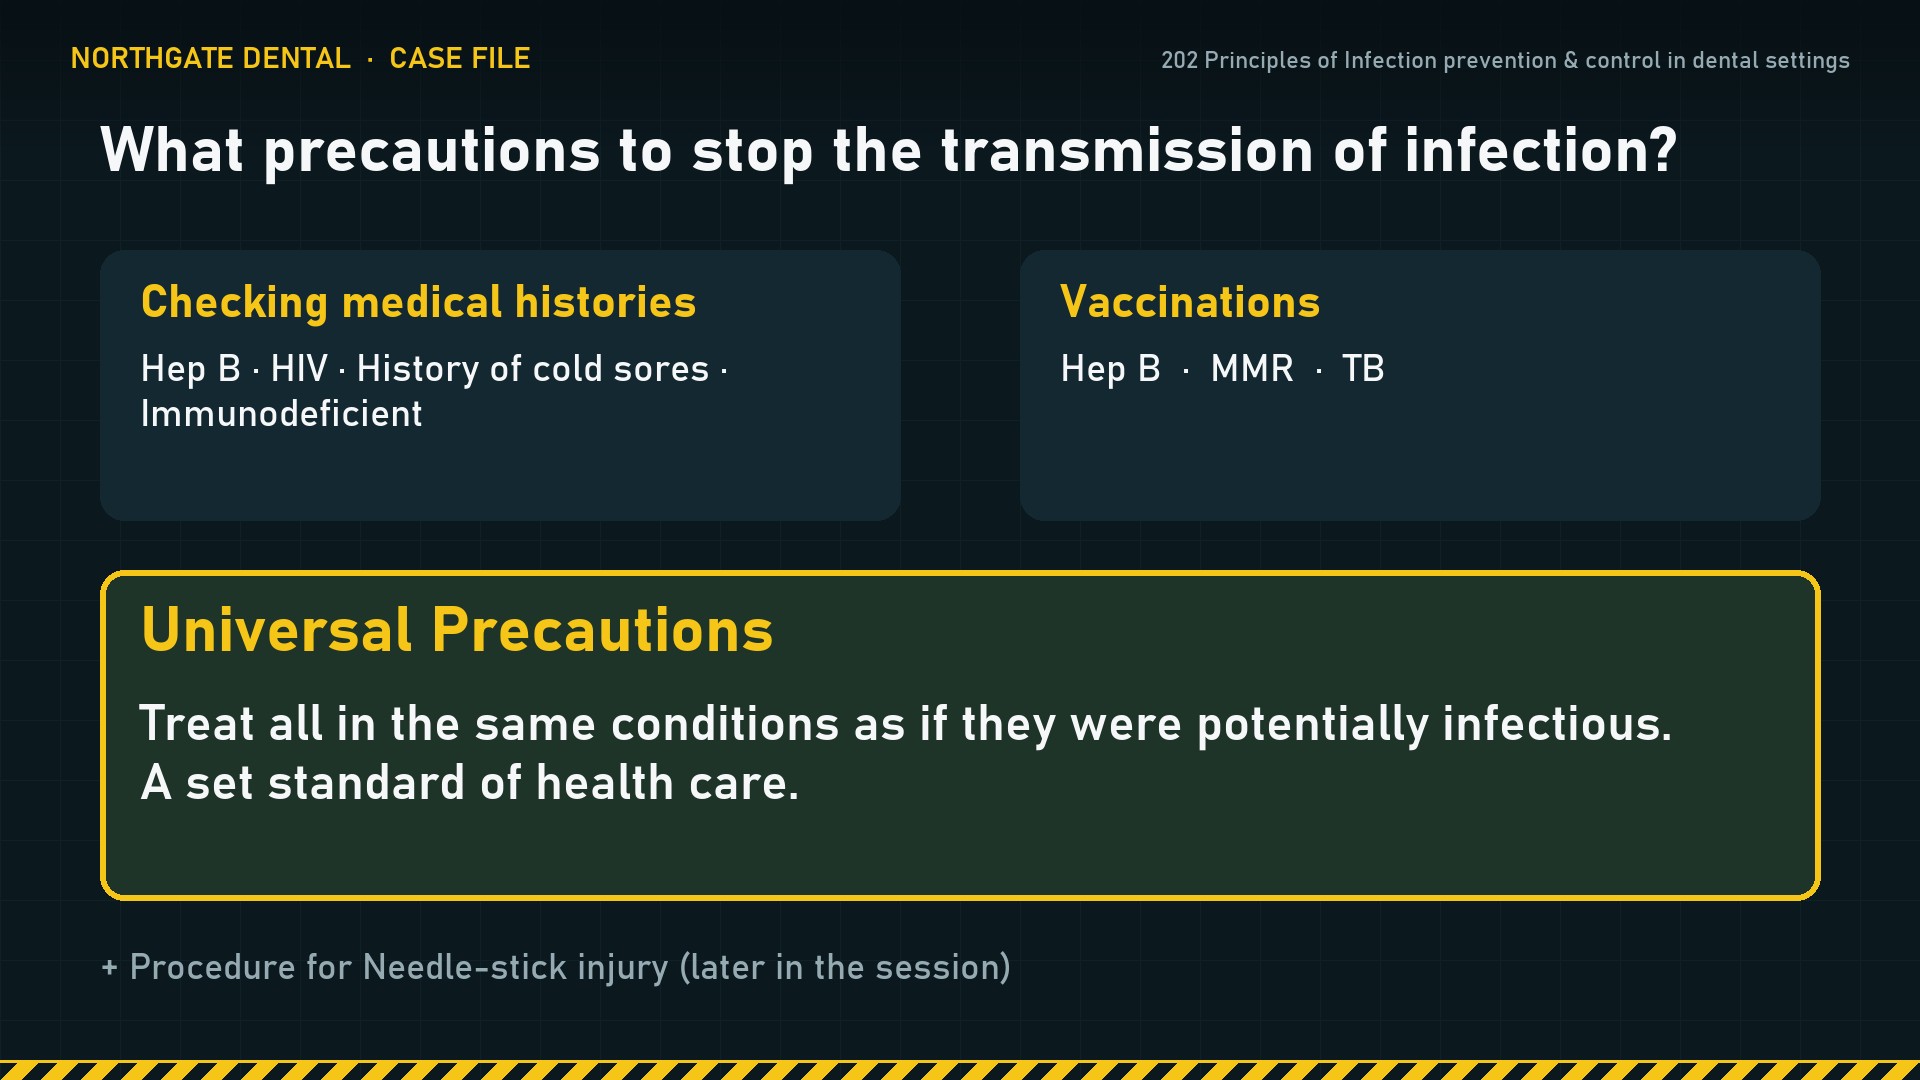 NORTHGATE DENTAL · CASE FILE
202 Principles of Infection prevention & control in dental settings
What precautions to stop the transmission of infection?
Checking medical histories
Hep B · HIV · History of cold sores ·
Immunodeficient
Vaccinations
Hep B · MMR · TB
Universal Precautions
Treat all in the same conditions as if they were potentially infectious.
A set standard of health care.
+ Procedure for Needle-stick injury (later in the session)